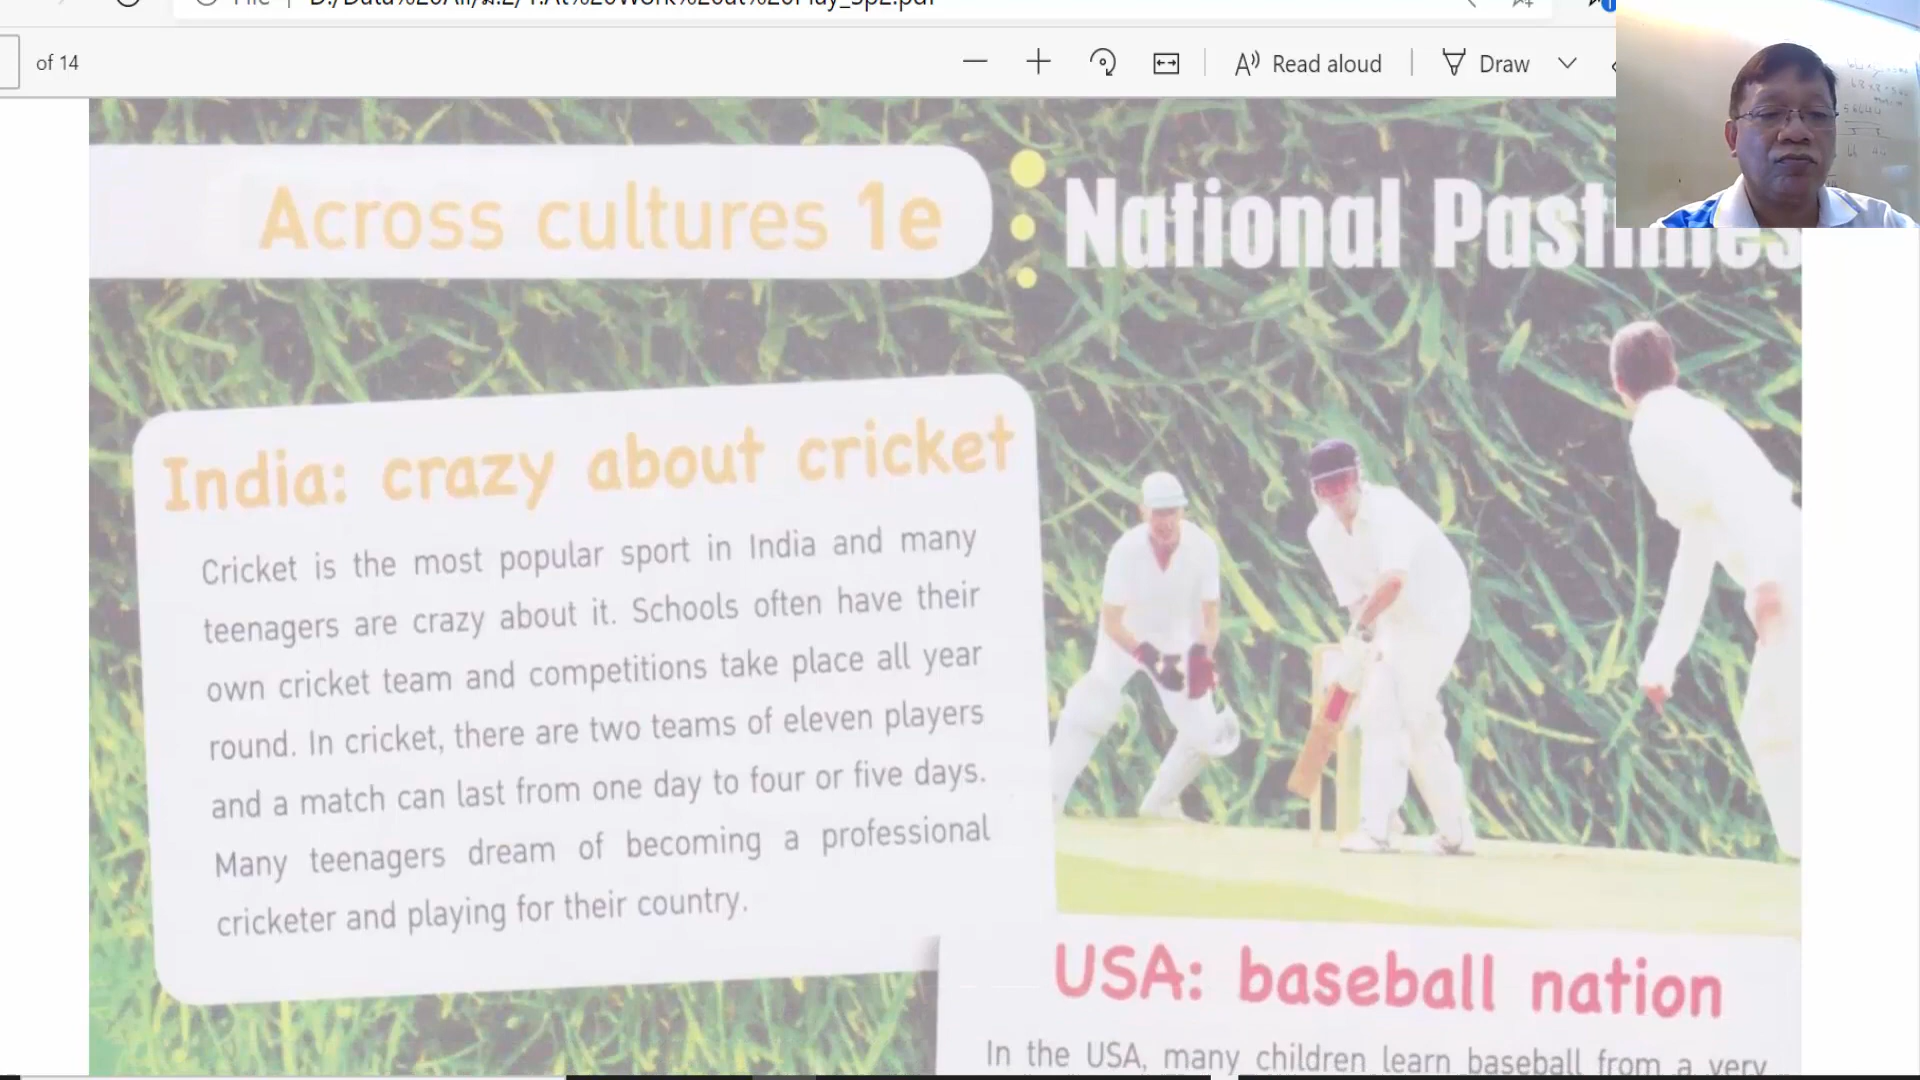 of 14
Read aloud
Draw
Across cultures 1e
National Pastimes
India: crazy about cricket
Cricket is the most popular sport in India and many
teenagers are crazy about it. Schools often have their
own cricket team and competitions take place all year
round. In cricket, there are two teams of eleven players
and a match can last from one day to four or five days.
Many teenagers dream of becoming a professional
cricketer and playing for their country.
USA: baseball nation
In the USA, many children learn baseball from a very